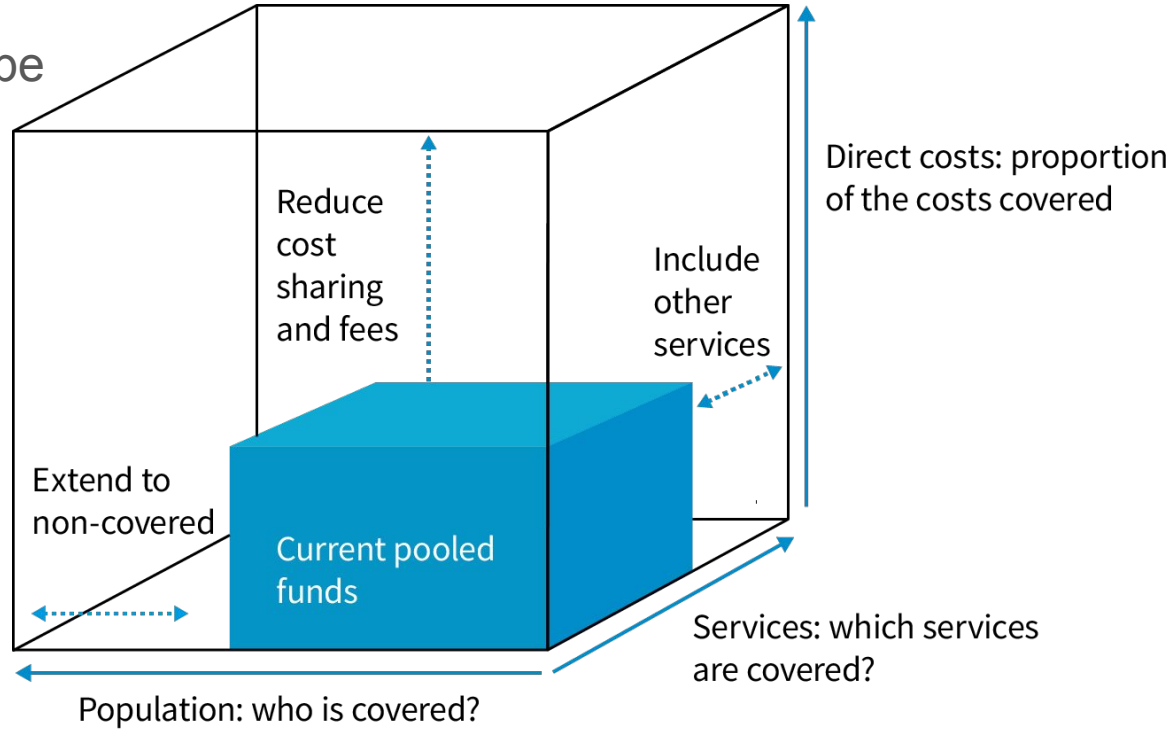 Direct costs: proportion
of the costs covered
Reduce
cost
sharing
and fees
Include
other
services
Extend to
non-covered
Current pooled
funds
Services: which services
are covered?
Population: who is covered?